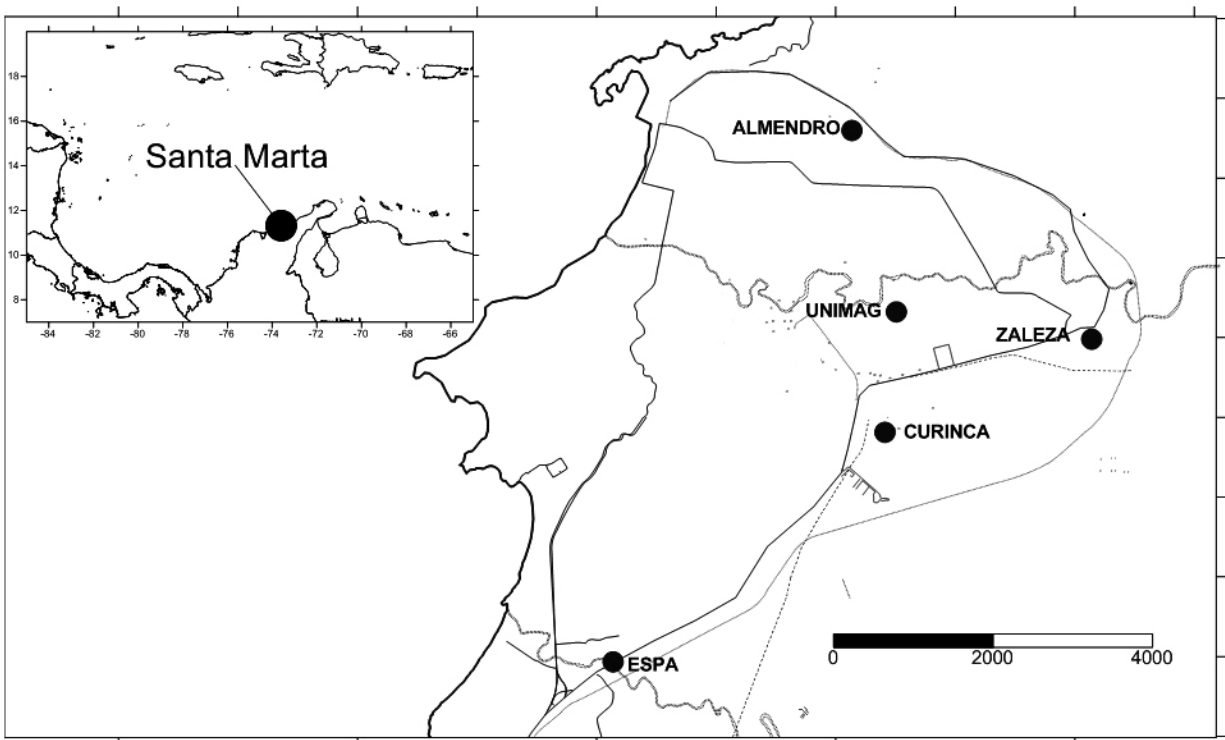 18
16
14
12
10
8
-84 -82 -80 -78 -76 -74 -72 -70 -68 -66
Santa Marta
ALMENDRO
UNIMAG
ZALEZA
CURINCA
ESPA
0 2000 4000